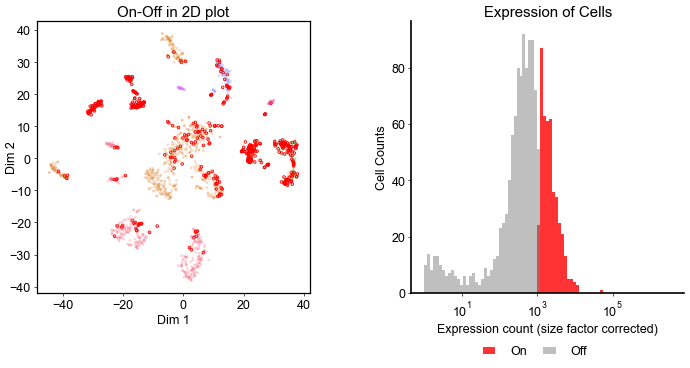 On-Off in 2D plot
40
30
20
10
0
−10
−20
−30
−40
Dim 2
−40 −20 0 20 40
Dim 1
Expression of Cells
80
60
40
20
0
Cell Counts
10^1 10^3 10^5
Expression count (size factor corrected)
On Off